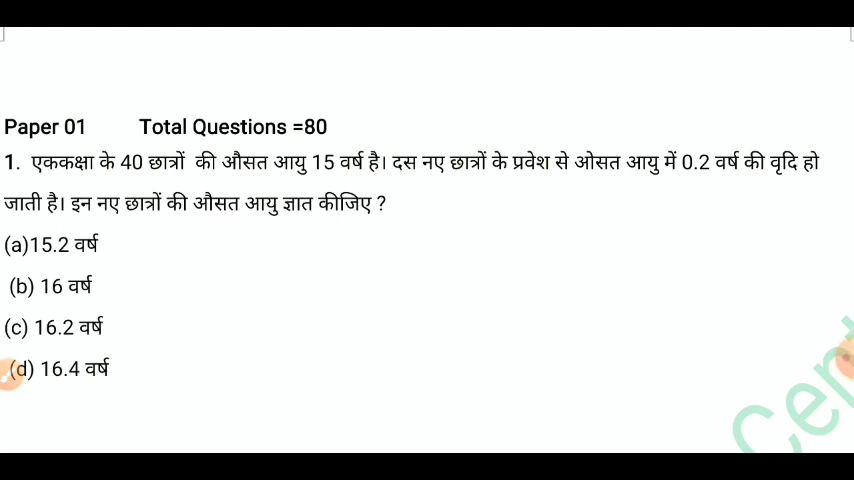 Paper 01 Total Questions =80
1. एककक्षा के 40 छात्रों की औसत आयु 15 वर्ष है। दस नए छात्रों के प्रवेश से ओसत आयु में 0.2 वर्ष की वृदि हो
जाती है। इन नए छात्रों की औसत आयु ज्ञात कीजिए ?
(a)15.2 वर्ष
(b) 16 वर्ष
(c) 16.2 वर्ष
(d) 16.4 वर्ष